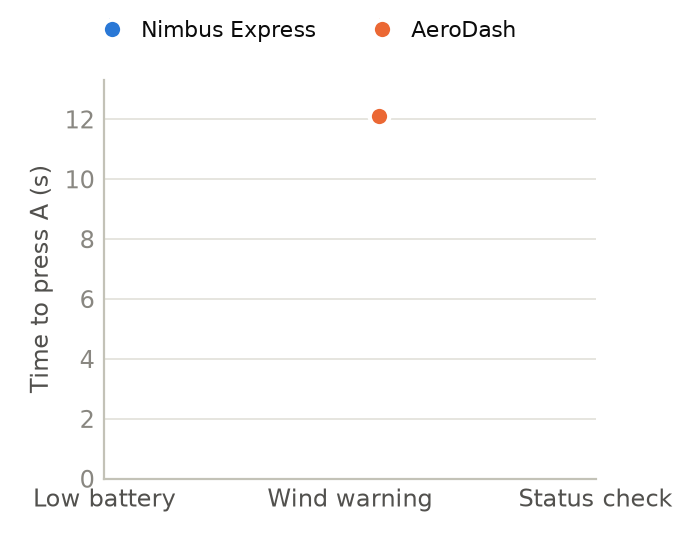 Nimbus Express
AeroDash
Time to press A (s)
12
10
8
6
4
2
0
Low battery
Wind warning
Status check